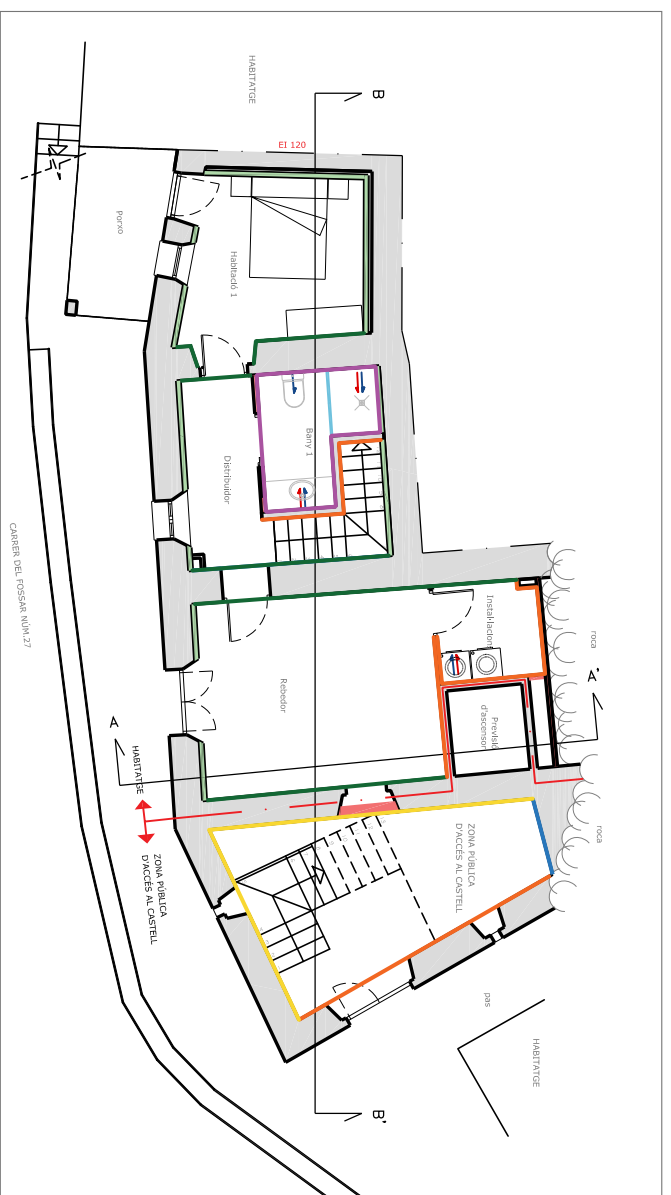 HABITATGE
B
EI 120
Porxo
Habitació 1
Bany 1
Distribuidor
CARRER DEL FOSSAR NÚM.27
Instal·lacions
roca
A'
Rebedor
Previsió
d'ascensor
A
HABITATGE
ZONA PÚBLICA
D'ACCÉS AL CASTELL
roca
ZONA PÚBLICA
D'ACCÉS AL CASTELL
pas
HABITATGE
B'